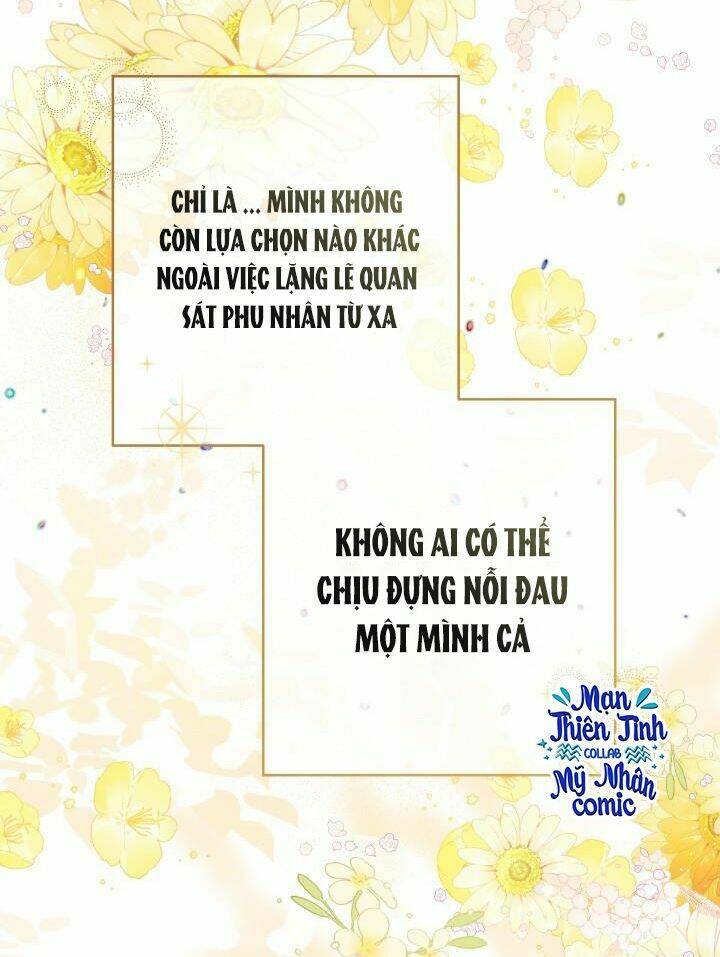 CHỈ LÀ ... MÌNH KHÔNG
CÒN LỰA CHỌN NÀO KHÁC
NGOÀI VIỆC LẶNG LẼ QUAN
SÁT PHU NHÂN TỪ XA
KHÔNG AI CÓ THỂ
CHỊU ĐỰNG NỖI ĐAU
MỘT MÌNH CẢ
Mạn
Thiên Tình
COLLAB
Mỹ Nhân
comic